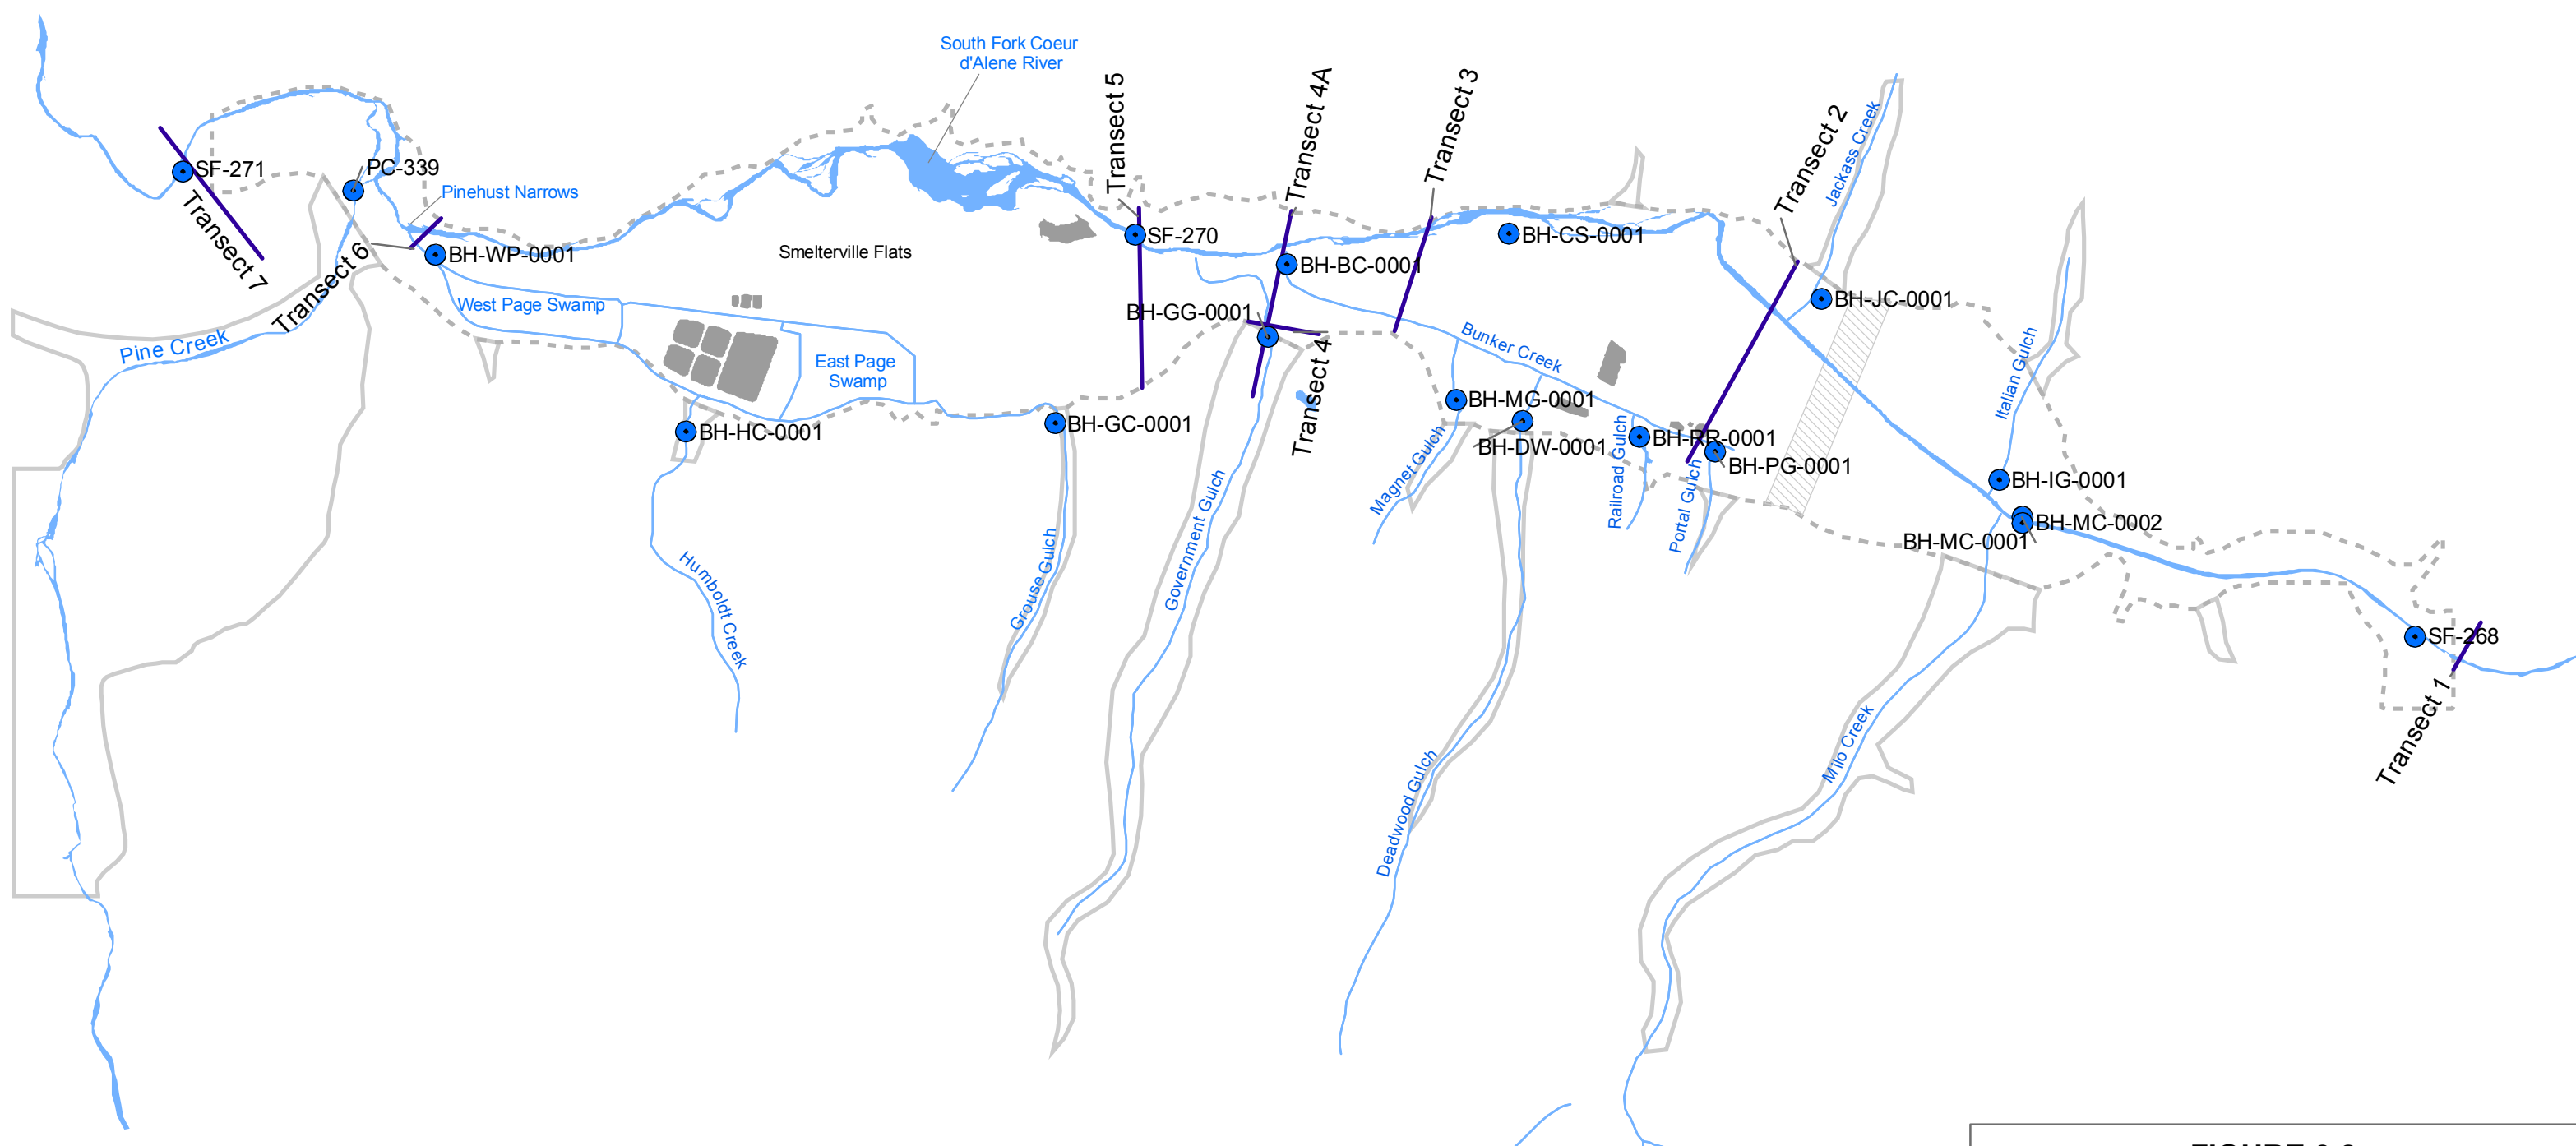 South Fork Coeur
d'Alene River
Transect 5
Transect 4A
Transect 3
Transect 2
Jackass Creek
SF-271
PC-339
Pinehust Narrows
Transect 7
Transect 6
BH-WP-0001
Smelterville Flats
SF-270
BH-BC-0001
BH-CS-0001
BH-JC-0001
West Page Swamp
BH-GG-0001
Bunker Creek
Pine Creek
East Page
Swamp
Transect 4
Italian Gulch
BH-HC-0001
BH-GC-0001
BH-MG-0001
BH-DW-0001
BH-RR-0001
BH-PG-0001
Magnet Gulch
Railroad Gulch
Portal Gulch
BH-IG-0001
BH-MC-0002
BH-MC-0001
Humboldt Creek
Grouse Gulch
Government Gulch
SF-268
Transect 1
Deadwood Gulch
Milo Creek